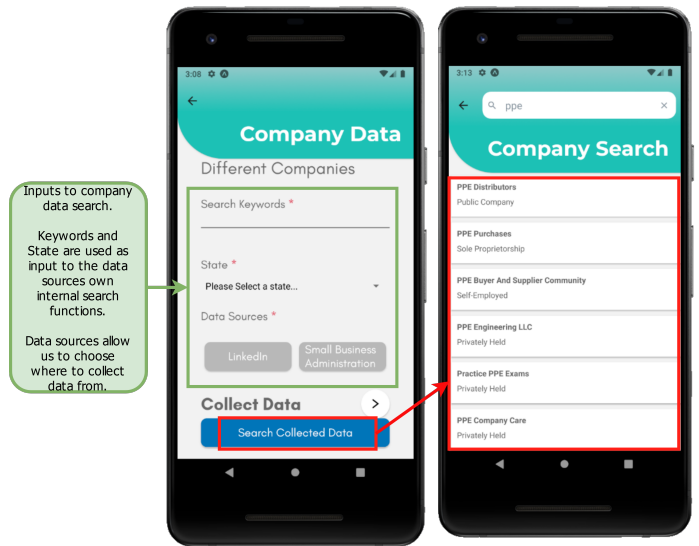 Inputs to company
data search.
Keywords and
State are used as
input to the data
sources own
internal search
functions.
Data sources allow
us to choose
where to collect
data from.
3:08
Company Data
Different Companies
Search Keywords *
State *
Please Select a state...
Data Sources *
LinkedIn
Small Business
Administration
Collect Data
>
Search Collected Data
3:13
ppe
Company Search
PPE Distributors
Public Company
PPE Purchases
Sole Proprietorship
PPE Buyer And Supplier Community
Self-Employed
PPE Engineering LLC
Privately Held
Practice PPE Exams
Privately Held
PPE Company Care
Privately Held